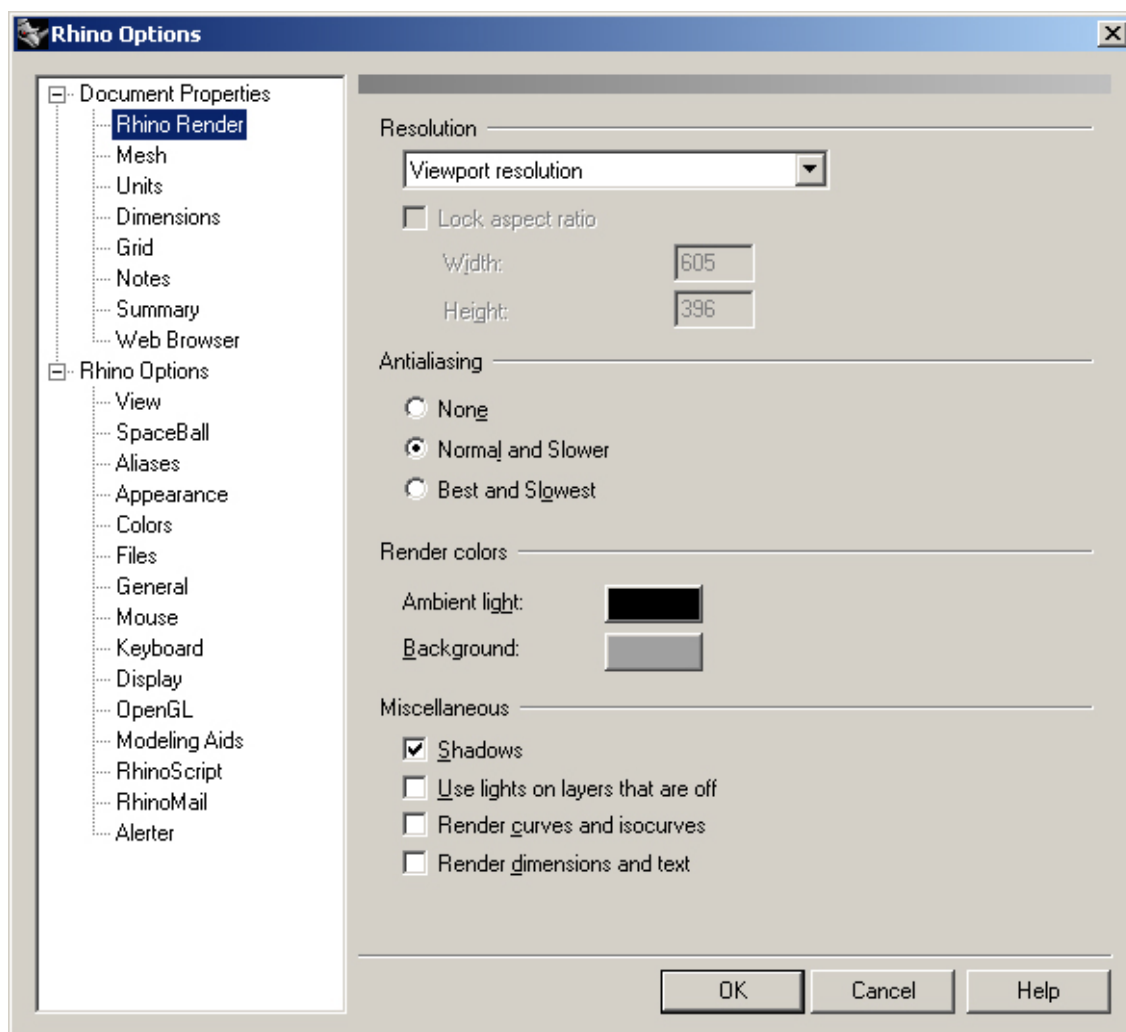 Rhino Options
Document Properties
Rhino Render
Mesh
Units
Dimensions
Grid
Notes
Summary
Web Browser
Rhino Options
View
SpaceBall
Aliases
Appearance
Colors
Files
General
Mouse
Keyboard
Display
OpenGL
Modeling Aids
RhinoScript
RhinoMail
Alerter
Resolution
Viewport resolution
Lock aspect ratio
Width: 605
Height: 396
Antialiasing
None
Normal and Slower
Best and Slowest
Render colors
Ambient light:
Background:
Miscellaneous
Shadows
Use lights on layers that are off
Render curves and isocurves
Render dimensions and text
OK Cancel Help